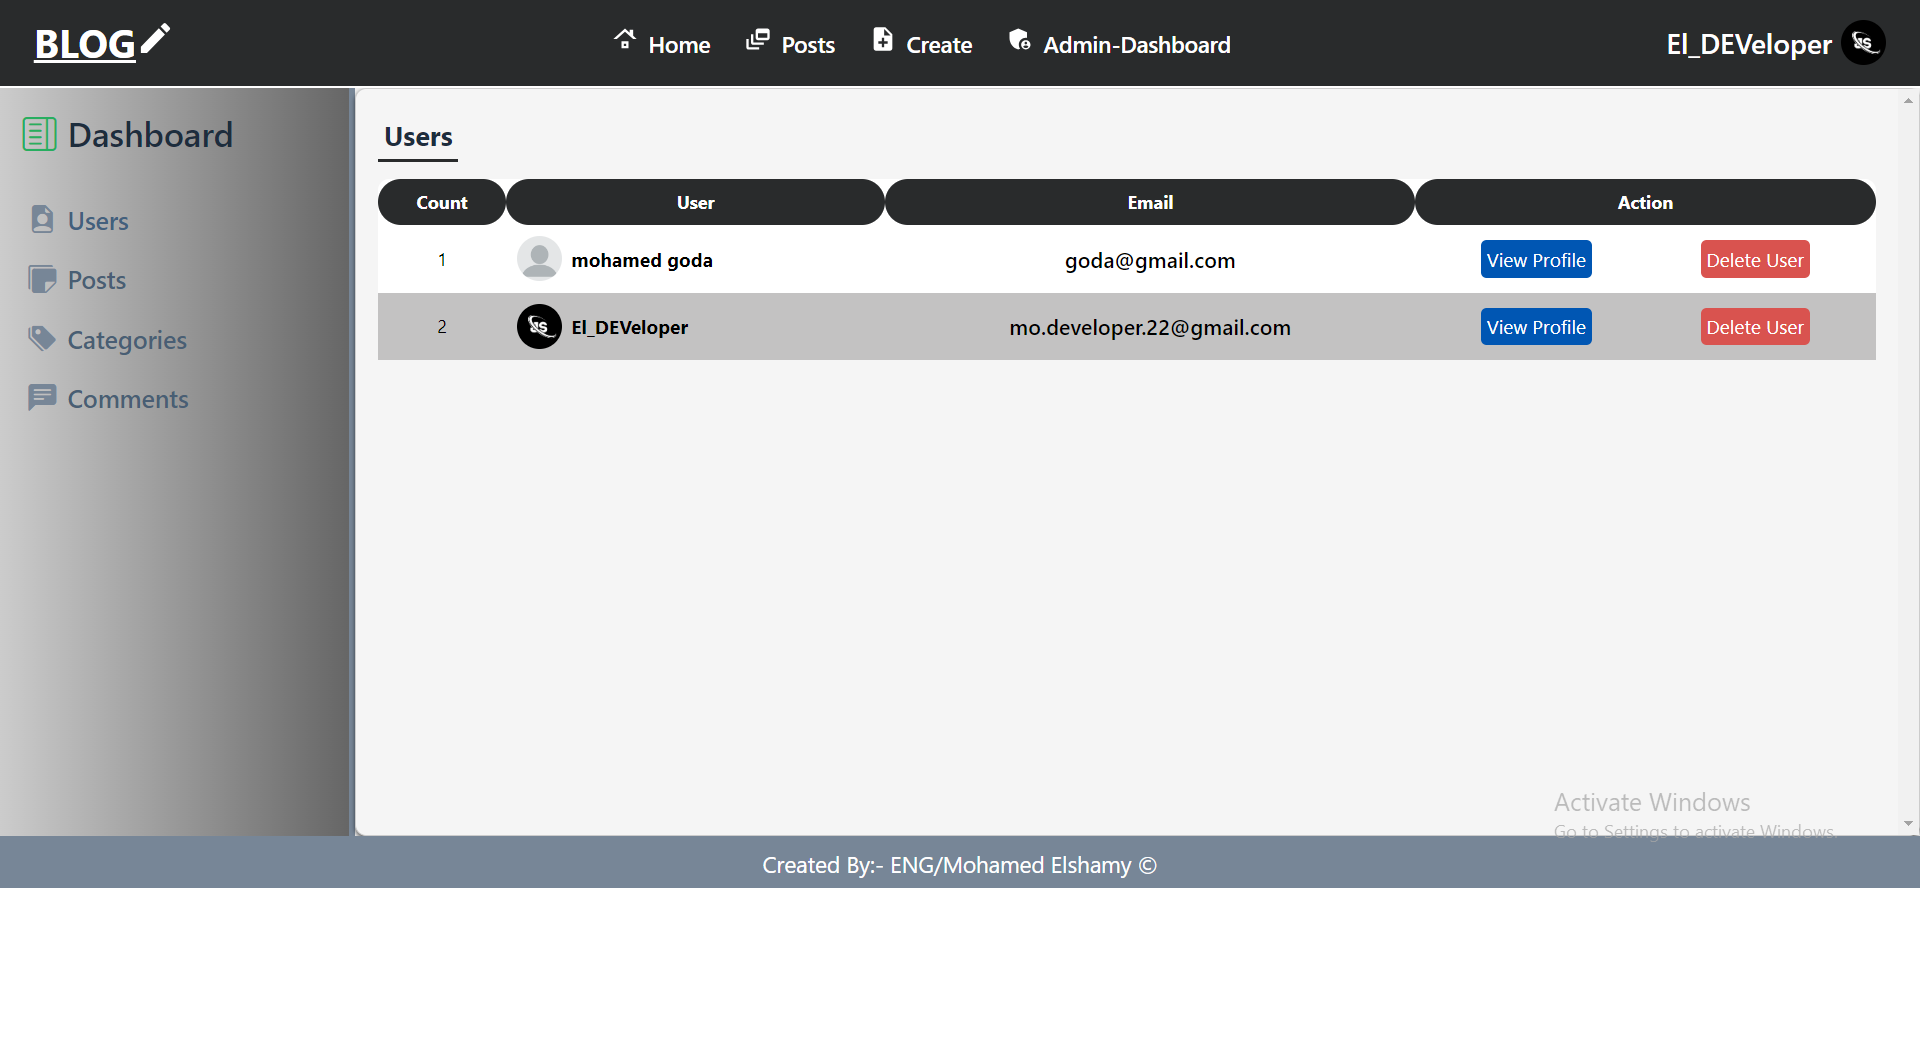 BLOG
Home Posts Create Admin-Dashboard
El_DEVeloper
Dashboard
Users
Posts
Categories
Comments
Users
Count User Email Action
1 mohamed goda goda@gmail.com View Profile Delete User
2 El_DEVeloper mo.developer.22@gmail.com View Profile Delete User
Activate Windows
Go to Settings to activate Windows.
Created By:- ENG/Mohamed Elshamy ©